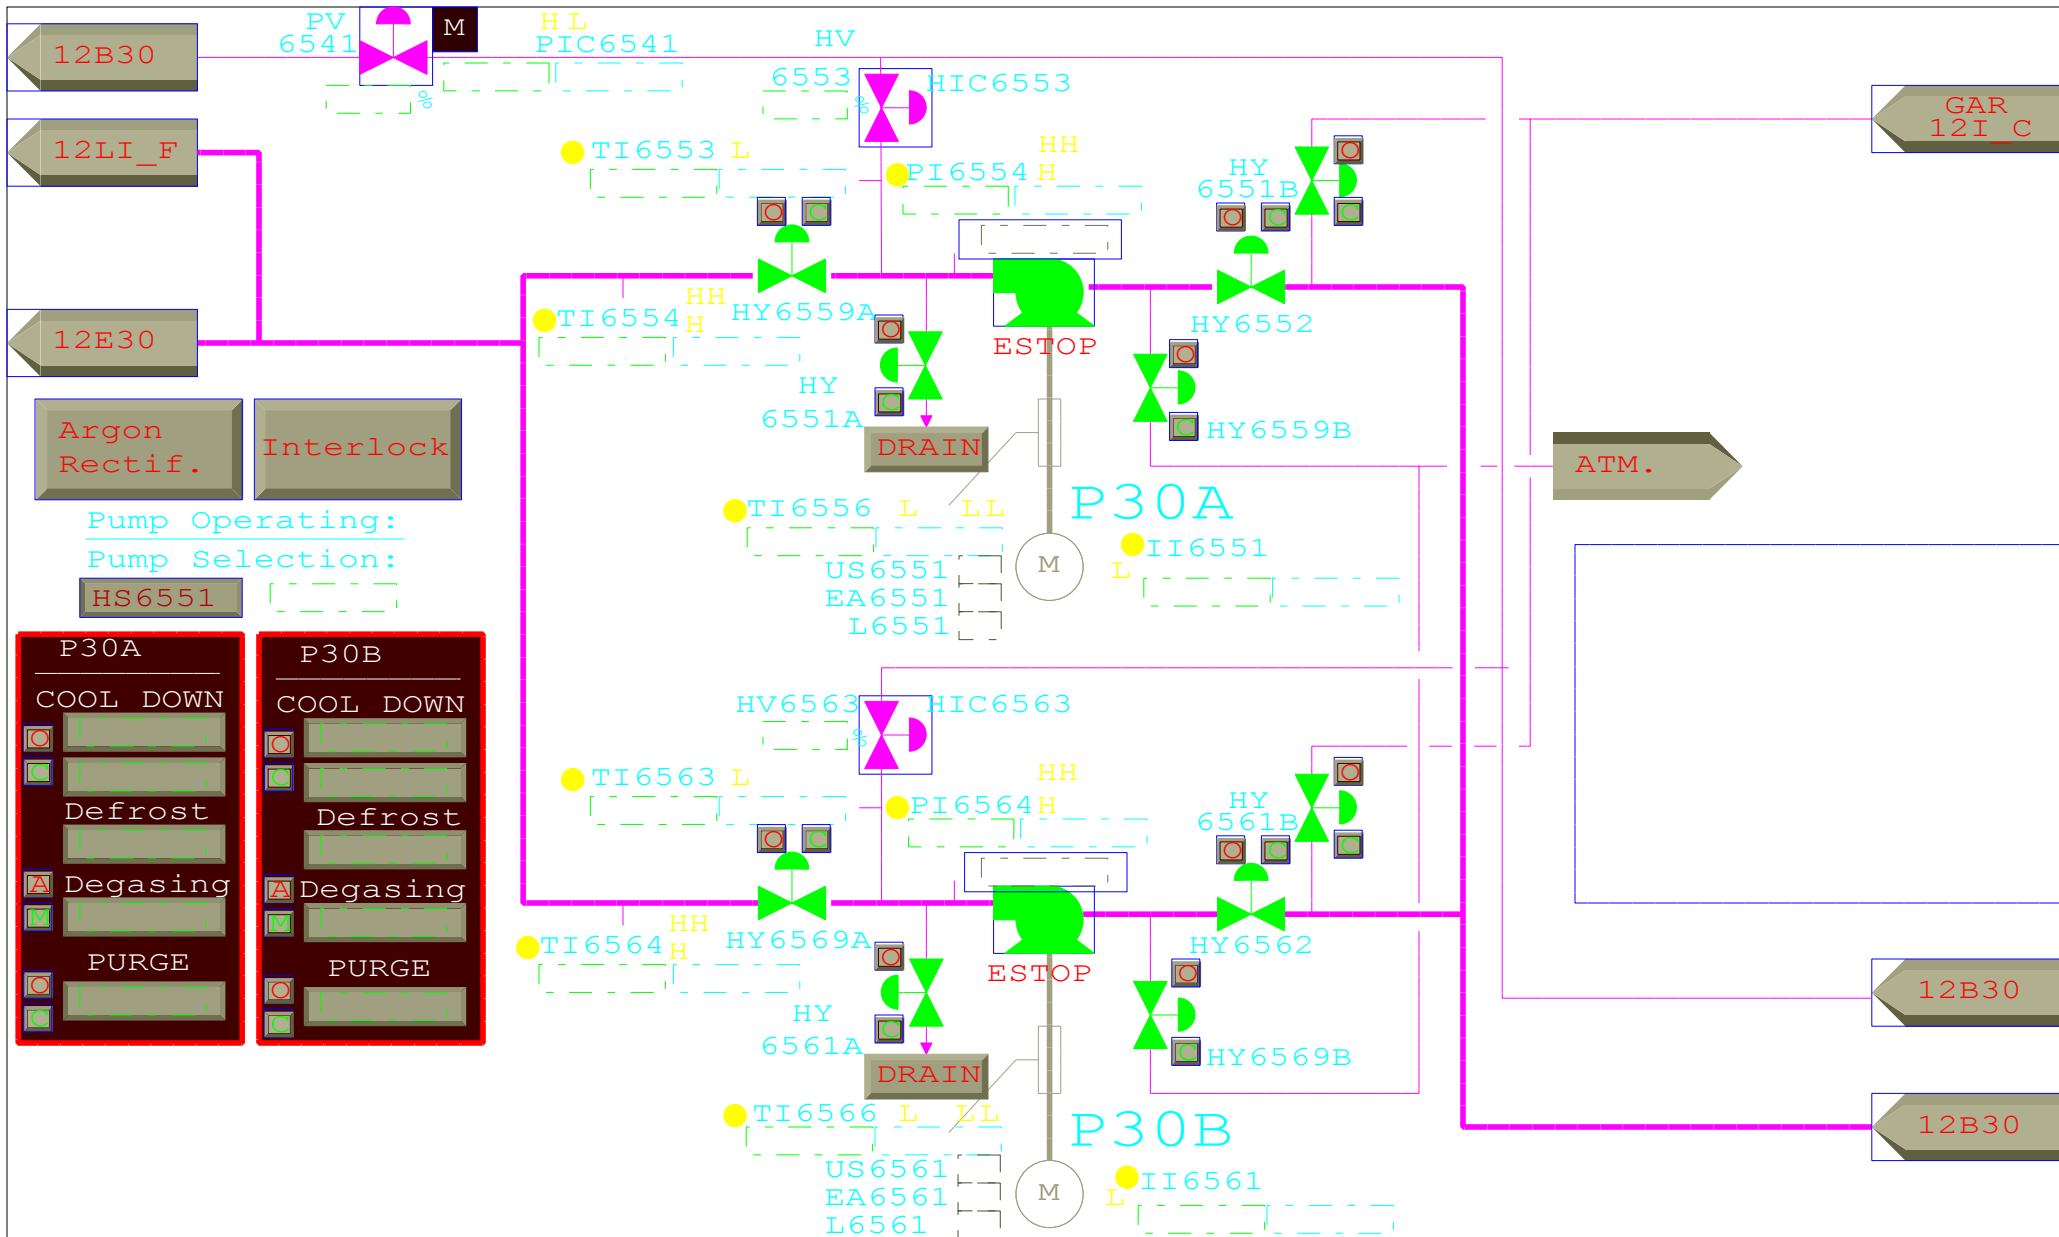 PV
6541
M
H L
PIC6541
12B30
%
HV
6553
HIC6553
%
GAR
12I_C
12LI_F
TI6553 L
HH
PI6554 H
HY
6551B
O
O C
C
O C
HH
TI6554 H
HY6559A
12E30
O
C
HY
6551A
DRAIN
ESTOP
HY6552
O
C
HY6559B
Argon
Rectif.
Interlock
ATM.
TI6556 L LL
P30A
Pump Operating:
Pump Selection:
HS6551
US6551
EA6551
L6551
M
II6551
L
P30A
COOL DOWN
O
C
Defrost
A Degasing
M
PURGE
O
C
P30B
COOL DOWN
O
C
Defrost
A Degasing
M
PURGE
O
C
HV6563
HIC6563
%
TI6563 L
HH
PI6564 H
HY
6561B
O
O C
C
O C
HH
TI6564 H
HY6569A
O
C
HY
6561A
DRAIN
ESTOP
HY6562
O
C
HY6569B
12B30
12B30
TI6566 L LL
P30B
US6561
EA6561
L6561
M
II6561
L